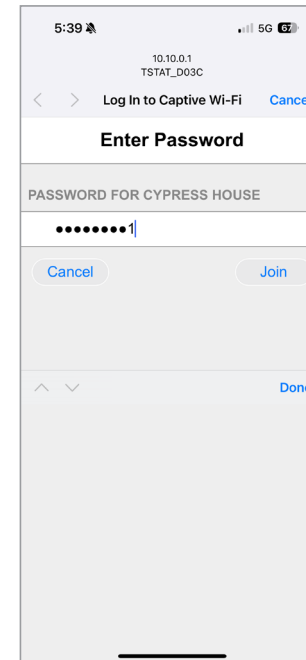 5:39
5G 67
10.10.0.1
TSTAT_D03C
Log In to Captive Wi-Fi Cance
Enter Password
PASSWORD FOR CYPRESS HOUSE
••••••••1
Cancel Join
Don